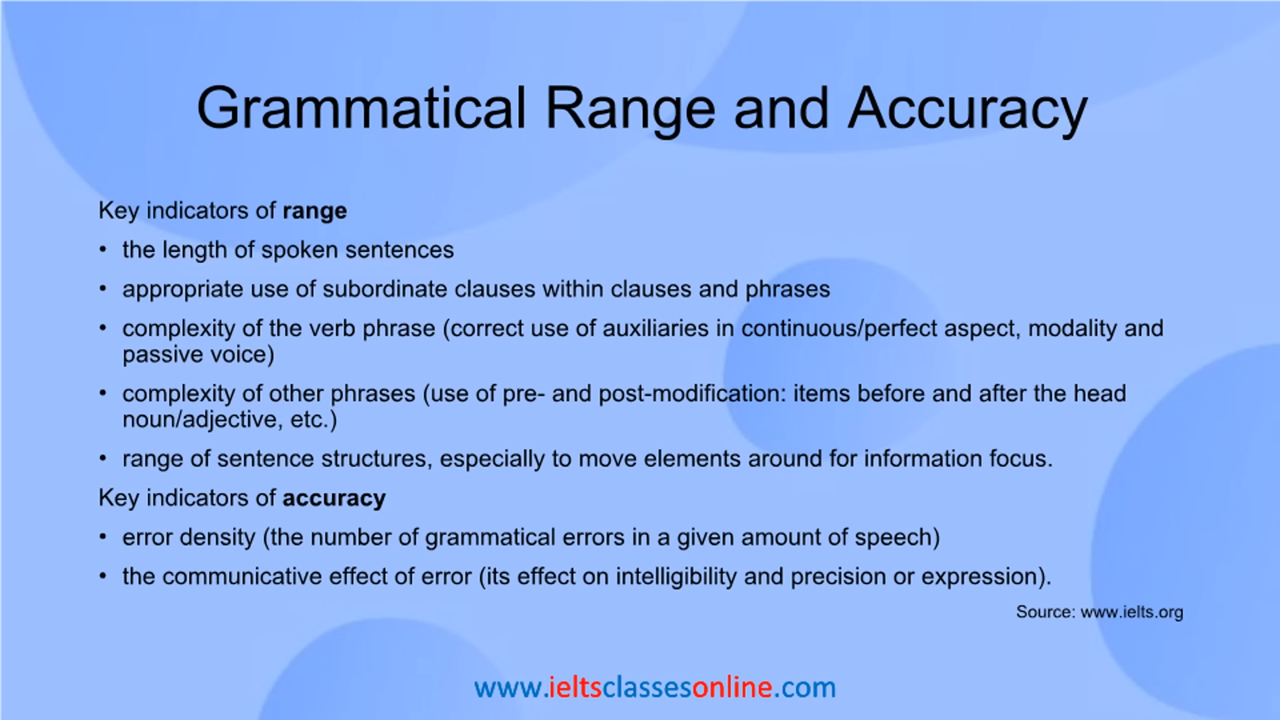 Grammatical Range and Accuracy
Key indicators of range
• the length of spoken sentences
• appropriate use of subordinate clauses within clauses and phrases
• complexity of the verb phrase (correct use of auxiliaries in continuous/perfect aspect, modality and
passive voice)
• complexity of other phrases (use of pre- and post-modification: items before and after the head
noun/adjective, etc.)
• range of sentence structures, especially to move elements around for information focus.
Key indicators of accuracy
• error density (the number of grammatical errors in a given amount of speech)
• the communicative effect of error (its effect on intelligibility and precision or expression).
Source: www.ielts.org
www.ieltsclassesonline.com